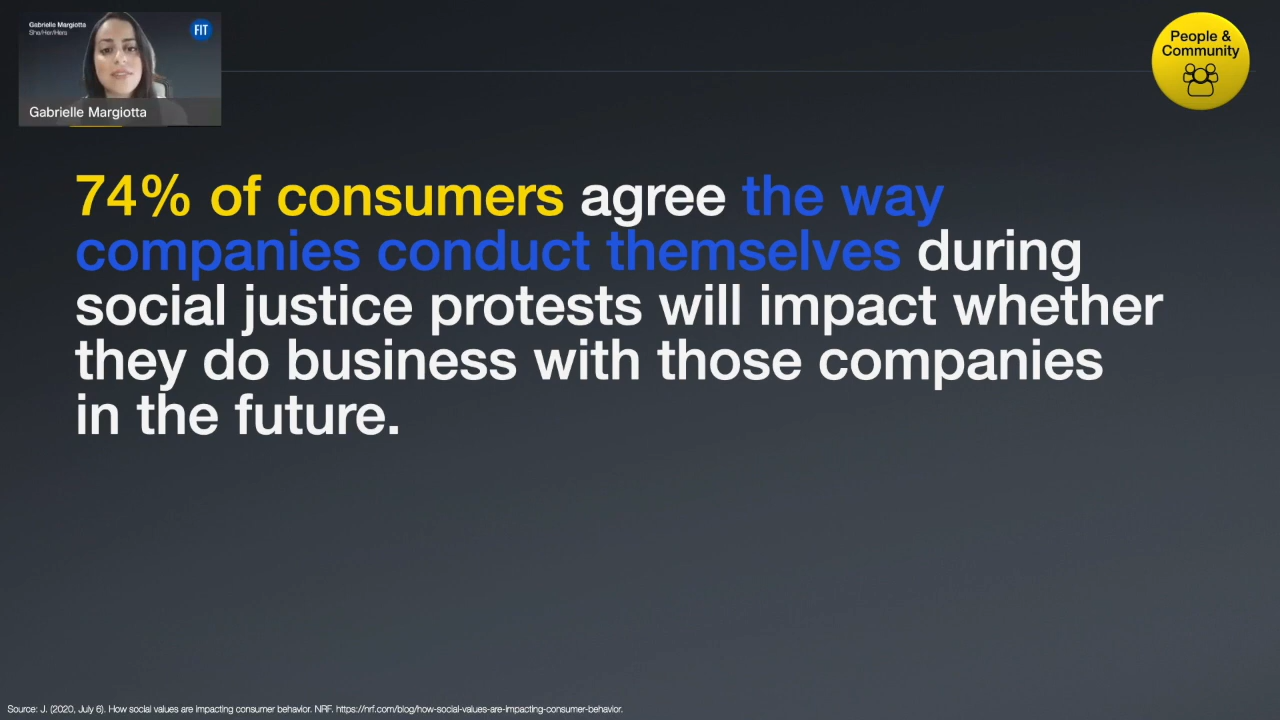 Gabrielle Margiotta
She/Her/Hers
FIT
Gabrielle Margiotta
People &
Community
74% of consumers agree the way
companies conduct themselves during
social justice protests will impact whether
they do business with those companies
in the future.
Source: J. (2020, July 6). How social values are impacting consumer behavior. NRF. https://nrf.com/blog/how-social-values-are-impacting-consumer-behavior.